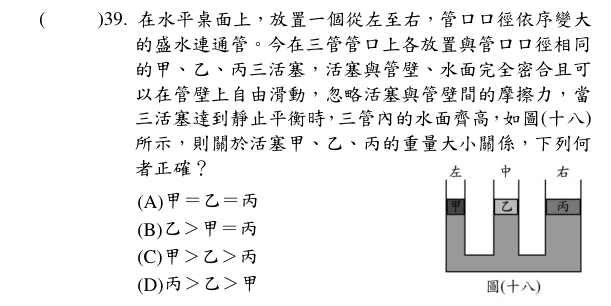 (　　)39. 在水平桌面上，放置一個從左至右，管口口徑依序變大
的盛水連通管。今在三管管口上各放置與管口口徑相同
的甲、乙、丙三活塞，活塞與管壁、水面完全密合且可
以在管壁上自由滑動，忽略活塞與管壁間的摩擦力，當
三活塞達到靜止平衡時，三管內的水面齊高，如圖(十八)
所示，則關於活塞甲、乙、丙的重量大小關係，下列何
者正確？
(A)甲＝乙＝丙
(B)乙＞甲＝丙
(C)甲＞乙＞丙
(D)丙＞乙＞甲
左 中 右
甲 乙 丙
圖(十八)